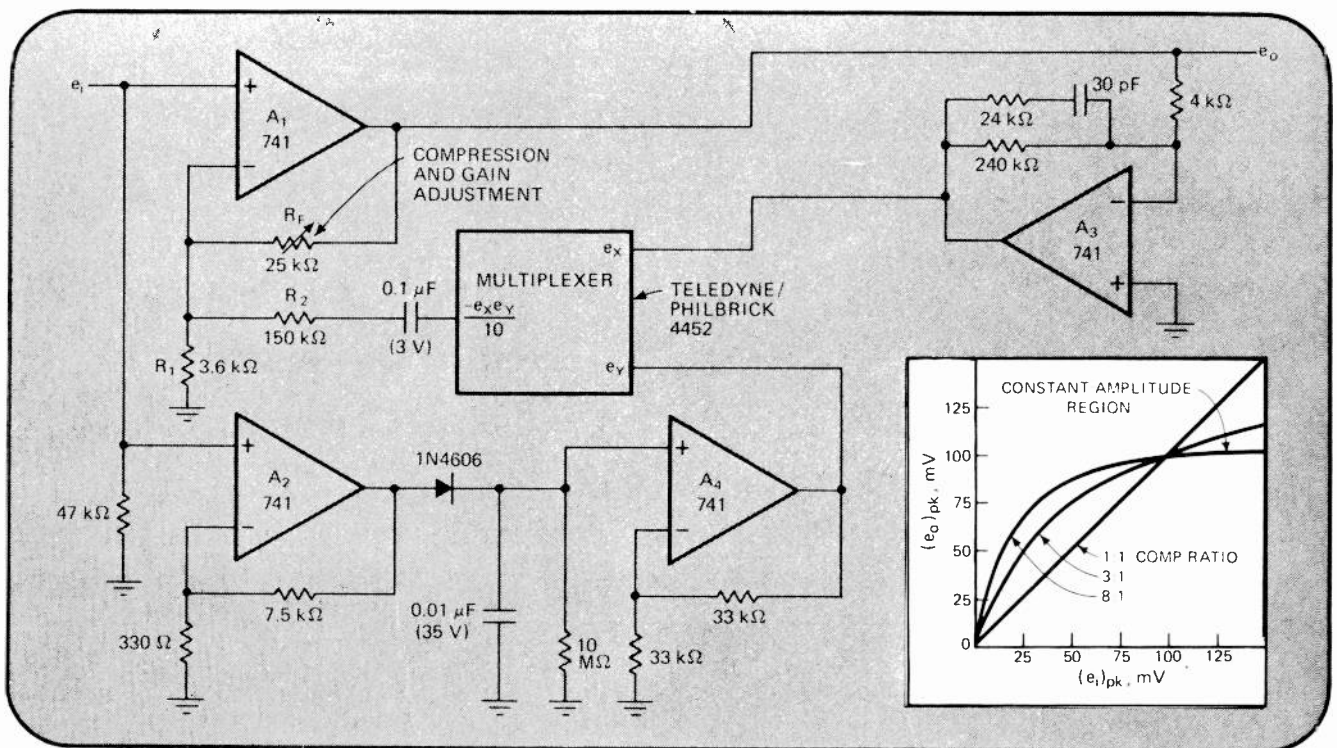 eI
A1
741
+
−
COMPRESSION
AND GAIN
ADJUSTMENT
RF
25 kΩ
R2
150 kΩ
0.1 μF
(3 V)
R1
3.6 kΩ
MULTIPLEXER
−eXeY
10
eX
eY
TELEDYNE/
PHILBRICK
4452
eo
30 pF
24 kΩ
240 kΩ
4 kΩ
−
A3
741
+
47 kΩ
+
A2
741
−
7.5 kΩ
330 Ω
1N4606
0.01 μF
(35 V)
10
MΩ
+
A4
741
−
33 kΩ
33 kΩ
CONSTANT AMPLITUDE
REGION
(eo)pk, mV
125
100
75
50
25
0
1:1 COMP RATIO
3:1
8:1
25
50
75
100
125
(eI)pk, mV